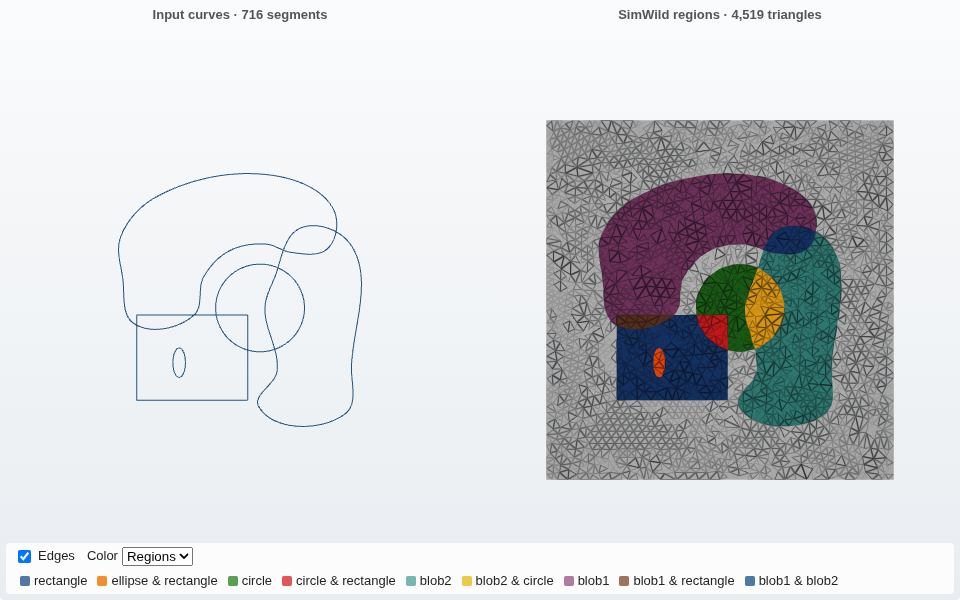 Input curves · 716 segments
SimWild regions · 4,519 triangles
Edges Color Regions
rectangle ellipse & rectangle circle circle & rectangle blob2 blob2 & circle blob1 blob1 & rectangle blob1 & blob2